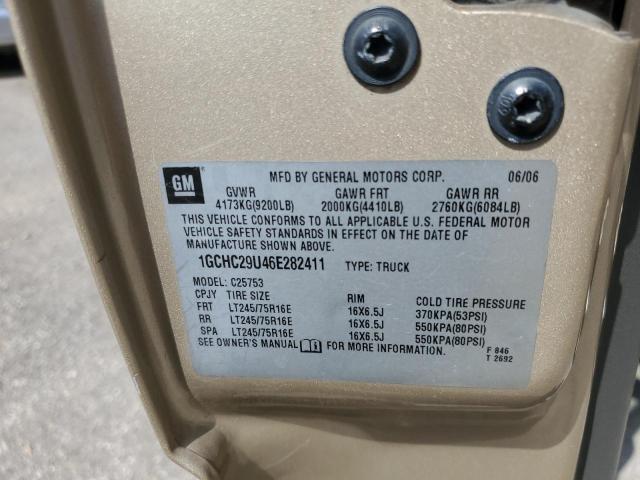 GM
MFD BY GENERAL MOTORS CORP. 06/06
GVWR GAWR FRT GAWR RR
4173KG(9200LB) 2000KG(4410LB) 2760KG(6084LB)
THIS VEHICLE CONFORMS TO ALL APPLICABLE U.S. FEDERAL MOTOR
VEHICLE SAFETY STANDARDS IN EFFECT ON THE DATE OF
MANUFACTURE SHOWN ABOVE.
1GCHC29U46E282411 TYPE: TRUCK
MODEL: C25753
CPJY TIRE SIZE RIM COLD TIRE PRESSURE
FRT LT245/75R16E 16X6.5J 370KPA(53PSI)
RR LT245/75R16E 16X6.5J 550KPA(80PSI)
SPA LT245/75R16E 16X6.5J 550KPA(80PSI)
SEE OWNER'S MANUAL FOR MORE INFORMATION.
F 846
T 2692